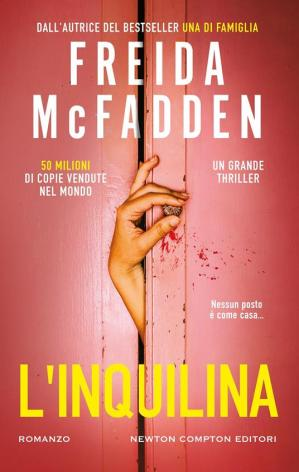 DALL'AUTRICE DEL BESTSELLER UNA DI FAMIGLIA
FREIDA
McFADDEN
50 MILIONI
DI COPIE VENDUTE
NEL MONDO
UN GRANDE
THRILLER
Nessun posto
è come casa...
L'INQUILINA
ROMANZO
NEWTON COMPTON EDITORI